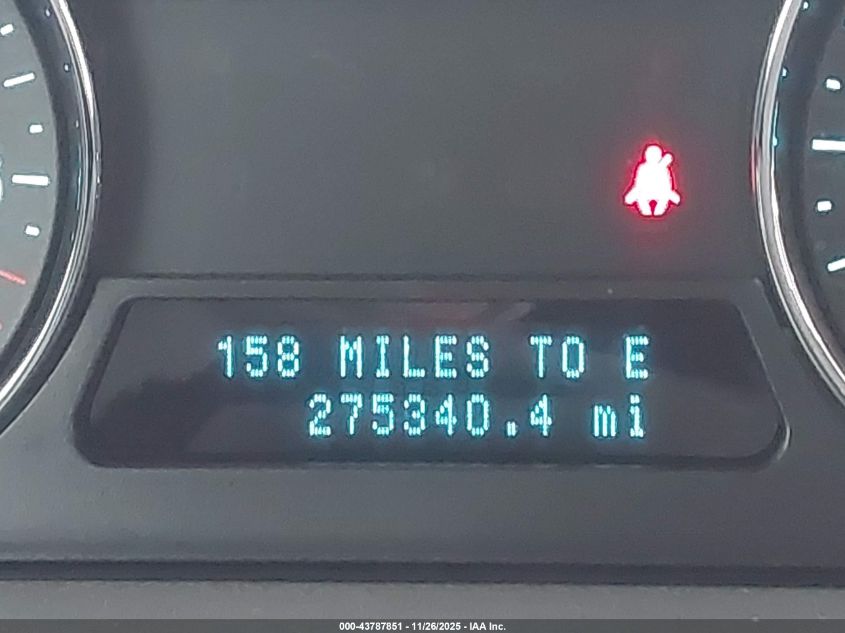 158 MILES TO E
275340.4 mi
000-43787851 - 11/26/2025 - IAA Inc.